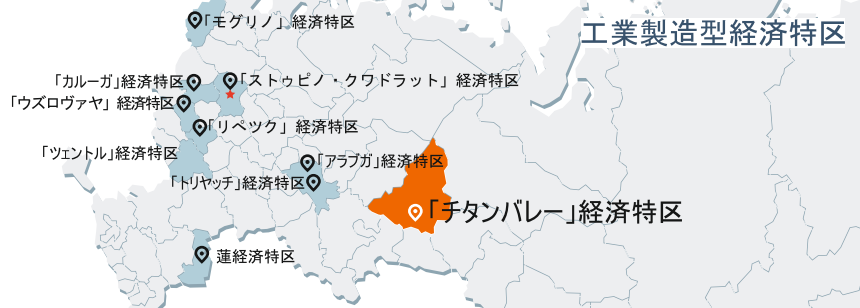 「モグリノ」経済特区
工業製造型経済特区
「カルーガ」経済特区
「ストゥピノ・クワドラット」経済特区
「ウズロヴァヤ」経済特区
「リペツク」経済特区
「ツェントル」経済特区
「アラブガ」経済特区
「トリヤッチ」経済特区
「チタンバレー」経済特区
蓮経済特区